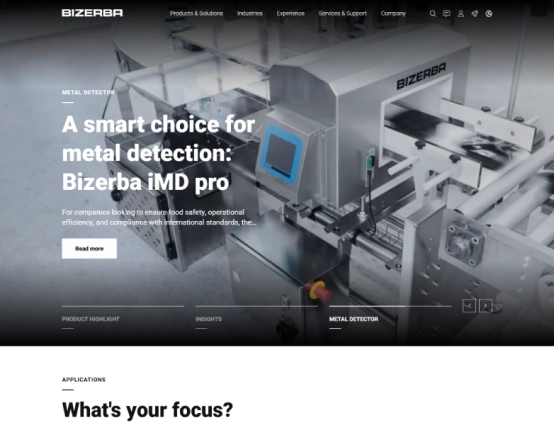 BIZERBA
Products & Solutions Industries Experience Services & Support Company
BIZERBA
METAL DETECTOR
A smart choice for
metal detection:
Bizerba iMD pro
For companies looking to ensure food safety, operational
efficiency, and compliance with international standards, the...
Read more
PRODUCT HIGHLIGHT INSIGHTS METAL DETECTOR
APPLICATIONS
What's your focus?